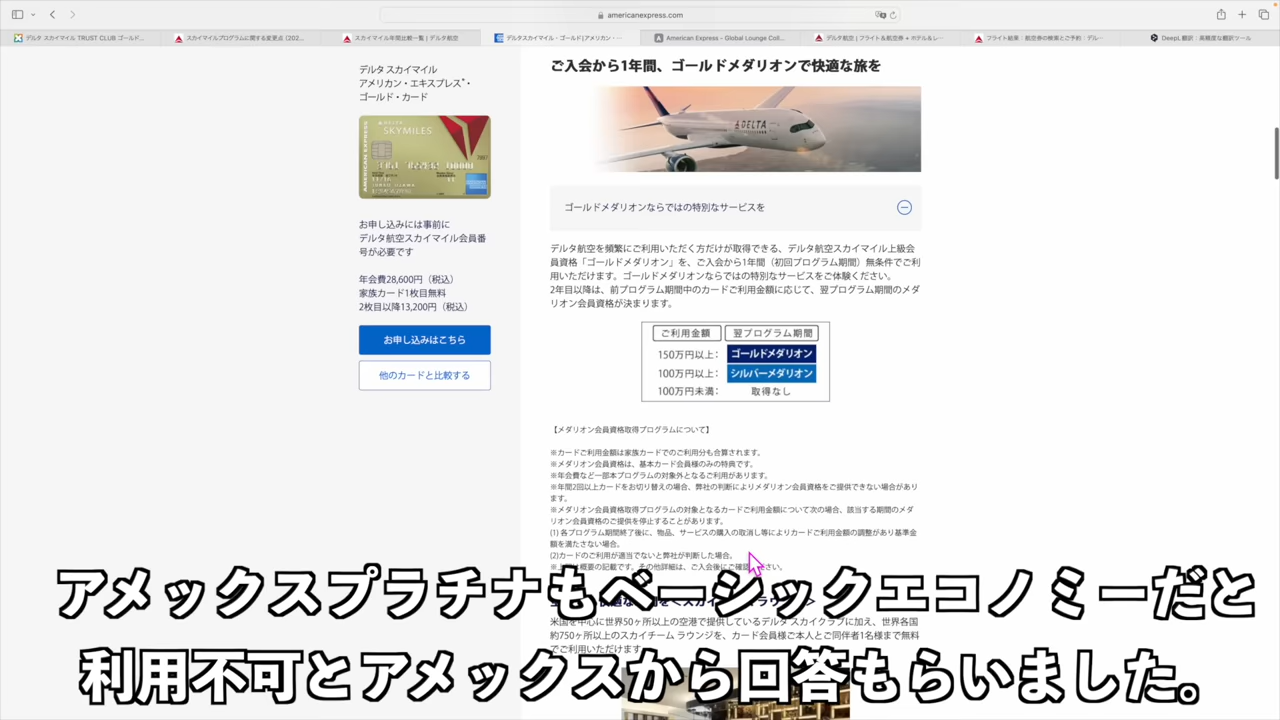 americanexpress.com
デルタ スカイマイル TRUST CLUB ゴールド...
スカイマイルプログラムに関する変更点 (202...
スカイマイル年間比較一覧 | デルタ航空
デルタスカイマイル・ゴールド|アメリカン・...
American Express – Global Lounge Coll...
デルタ航空 | フライト&航空券 + ホテル&レ...
フライト結果:航空券の検索とご予約:デル...
DeepL翻訳:高精度な翻訳ツール
デルタ スカイマイル
アメリカン・エキスプレス®・
ゴールド・カード
DELTA
SKYMILES
AMERICAN EXPRESS
お申し込みには事前に
デルタ航空スカイマイル会員番
号が必要です
年会費28,600円(税込)
家族カード1枚目無料
2枚目以降13,200円(税込)
お申し込みはこちら
他のカードと比較する
ご入会から1年間、ゴールドメダリオンで快適な旅を
DELTA
ゴールドメダリオンならではの特別なサービスを
デルタ航空を頻繁にご利用いただく方だけが取得できる、デルタ航空スカイマイル上級会
員資格「ゴールドメダリオン」を、ご入会から1年間(初回プログラム期間)無条件でご利
用いただけます。ゴールドメダリオンならではの特別なサービスをご体験ください。
2年目以降は、前プログラム期間中のカードご利用金額に応じて、翌プログラム期間のメダ
リオン会員資格が決まります。
ご利用金額 翌プログラム期間
150万円以上: ゴールドメダリオン
100万円以上: シルバーメダリオン
100万円未満: 取得なし
【メダリオン会員資格取得プログラムについて】
※カードご利用金額は家族カードでのご利用分も合算されます。
※メダリオン会員資格は、基本カード会員様のみの特典です。
※年会費など一部本プログラムの対象外となるご利用があります。
※年間2回以上カードをお切り替えの場合、弊社の判断によりメダリオン会員資格をご提供できない場合があり
ます。
※メダリオン会員資格取得プログラムの対象となるカードご利用金額について次の場合、該当する期間のメダ
リオン会員資格のご提供を停止することがあります。
(1) 各プログラム期間終了後に、物品、サービスの購入の取消し等によりカードご利用金額の調整があり基準金
額を満たさない場合。
(2)カードのご利用が適当でないと弊社が判断した場合。
概要の記載です。その他詳細は、ご入会後にご確認ください。
米国を中心に世界50ヶ所以上の空港で提供しているデルタ スカイクラブに加え、世界各国
約750ヶ所以上のスカイチーム ラウンジを、カード会員様ご本人とご同伴者1名様まで無料
でご利用いただけます。
アメックスプラチナもベーシックエコノミーだと
利用不可とアメックスから回答もらいました。